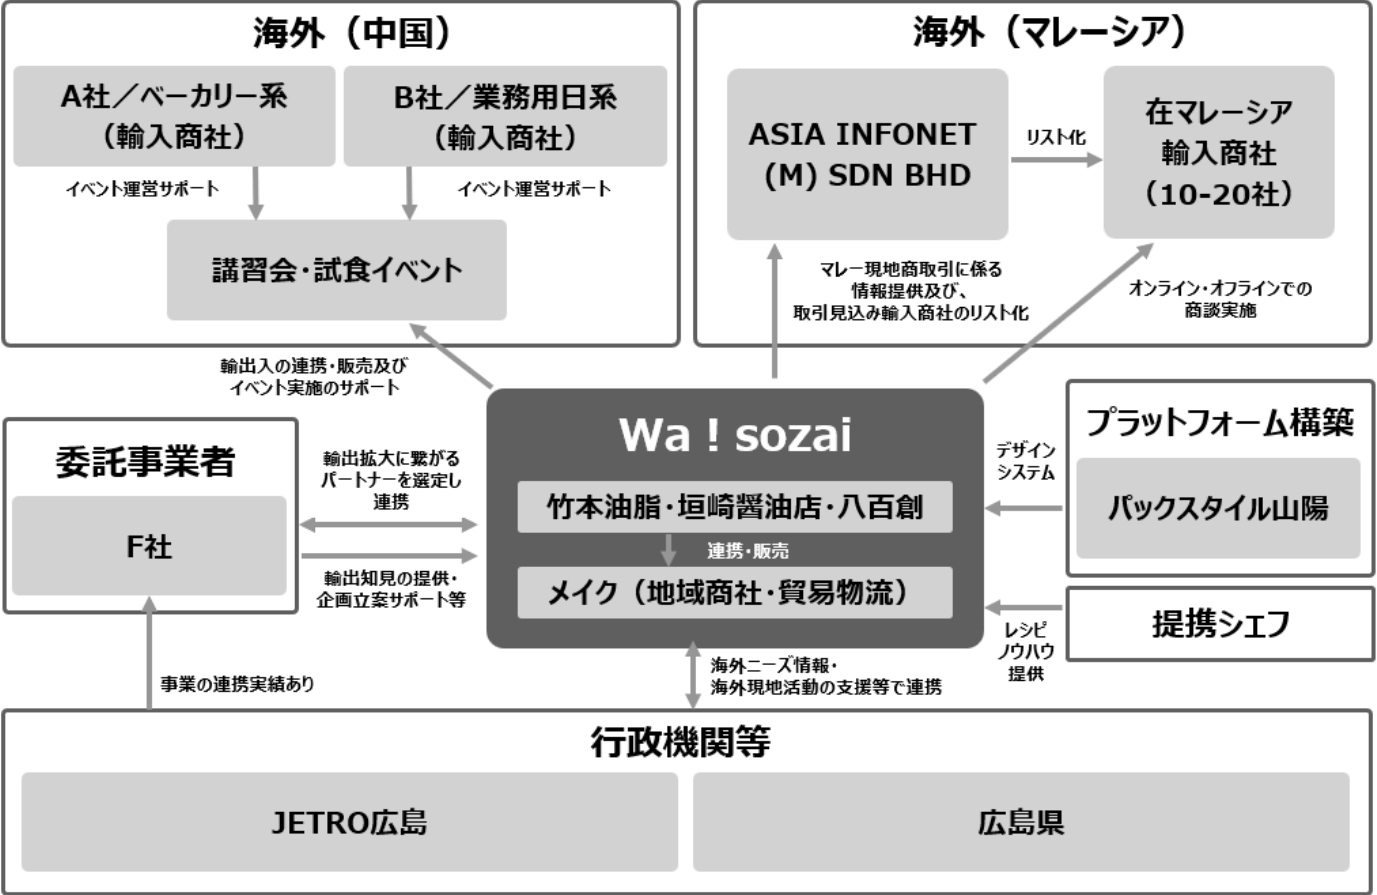 海外（中国）
A社／ベーカリー系
（輸入商社）
B社／業務用日系
（輸入商社）
イベント運営サポート
イベント運営サポート
講習会・試食イベント
海外（マレーシア）
ASIA INFONET
(M) SDN BHD
リスト化
在マレーシア
輸入商社
（10-20社）
マレー現地商取引に係る
情報提供及び、
取引見込み輸入商社のリスト化
オンライン・オフラインでの
商談実施
輸出入の連携・販売及び
イベント実施のサポート
委託事業者
F社
輸出拡大に繋がる
パートナーを選定し
連携
輸出知見の提供・
企画立案サポート等
Wa！sozai
竹本油脂・垣崎醤油店・八百創
連携・販売
メイク（地域商社・貿易物流）
デザイン
システム
プラットフォーム構築
パックスタイル山陽
レシピ
ノウハウ
提供
提携シェフ
事業の連携実績あり
海外ニーズ情報・
海外現地活動の支援等で連携
行政機関等
JETRO広島
広島県